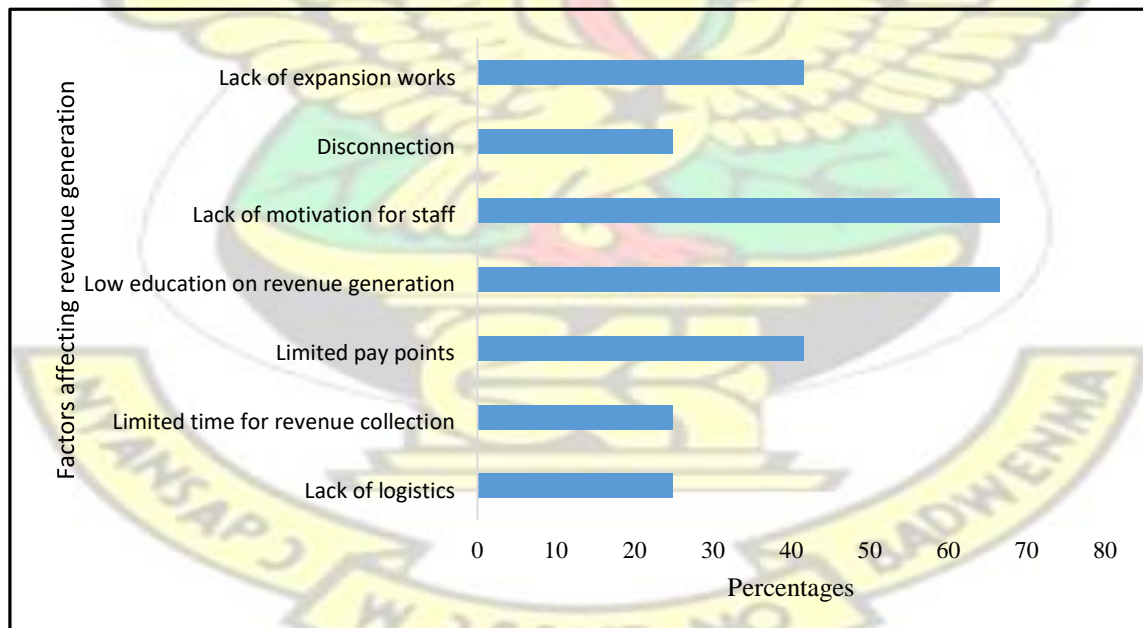 Factors affecting revenue generation
Lack of expansion works
Disconnection
Lack of motivation for staff
Low education on revenue generation
Limited pay points
Limited time for revenue collection
Lack of logistics
0 10 20 30 40 50 60 70 80
Percentages
NYANSAPƆ
BADWENMA